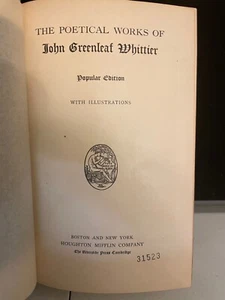 THE POETICAL WORKS OF
John Greenleaf Whittier
Popular Edition
WITH ILLUSTRATIONS
BOSTON AND NEW YORK
HOUGHTON MIFFLIN COMPANY
The Riverside Press Cambridge
31523